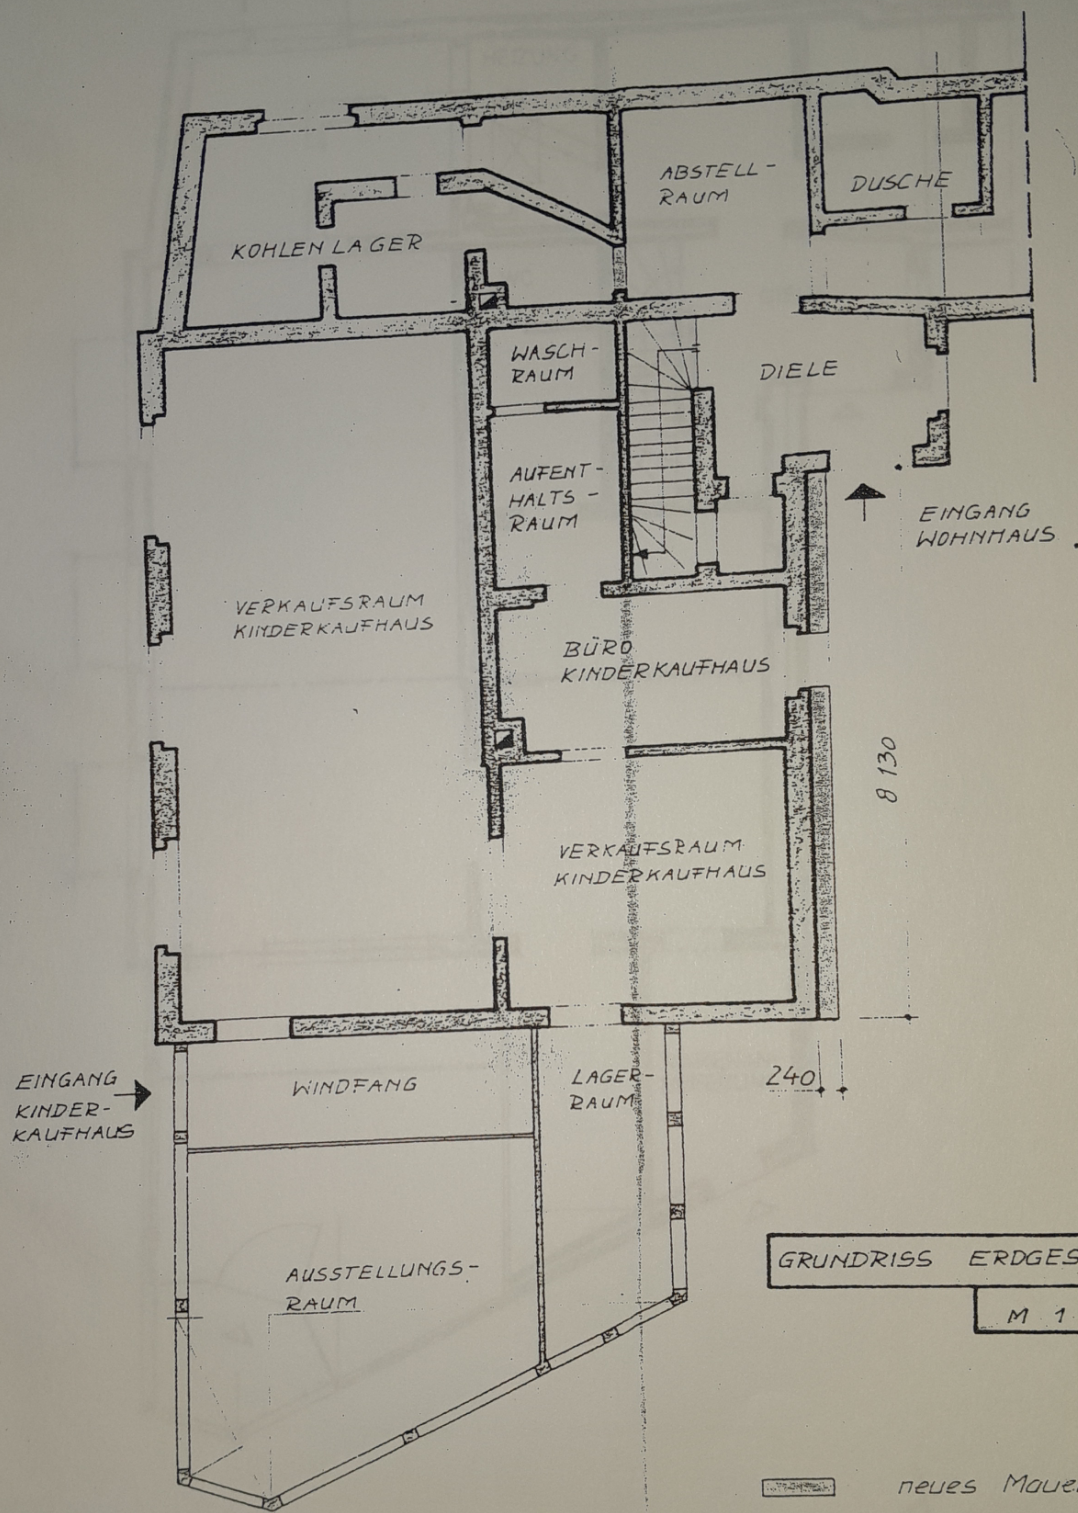 ABSTELL-
RAUM
DUSCHE
KOHLENLAGER
WASCH-
RAUM
DIELE
AUFENT-
HALTS-
RAUM
EINGANG
WOHNHAUS
VERKAUFSRAUM
KINDERKAUFHAUS
BÜRO
KINDERKAUFHAUS
8 130
VERKAUFSRAUM
KINDERKAUFHAUS
EINGANG
KINDER-
KAUFHAUS
WINDFANG
LAGER-
RAUM
240
AUSSTELLUNGS-
RAUM
GRUNDRISS ERDGES
M 1
neues Maue